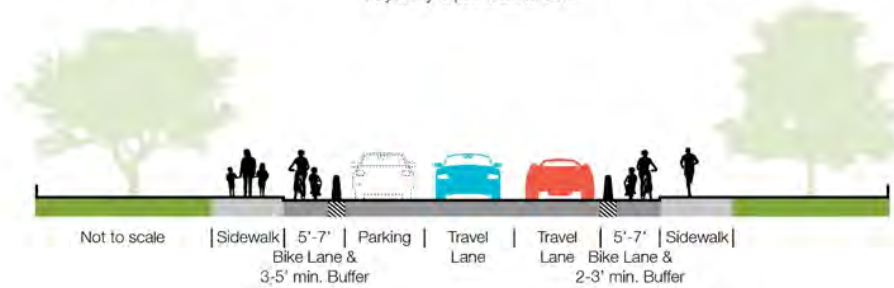 Not to scale | Sidewalk | 5'-7' | Parking | Travel | Travel | 5'-7' | Sidewalk |
Bike Lane & Lane Lane Bike Lane &
3-5' min. Buffer 2-3' min. Buffer